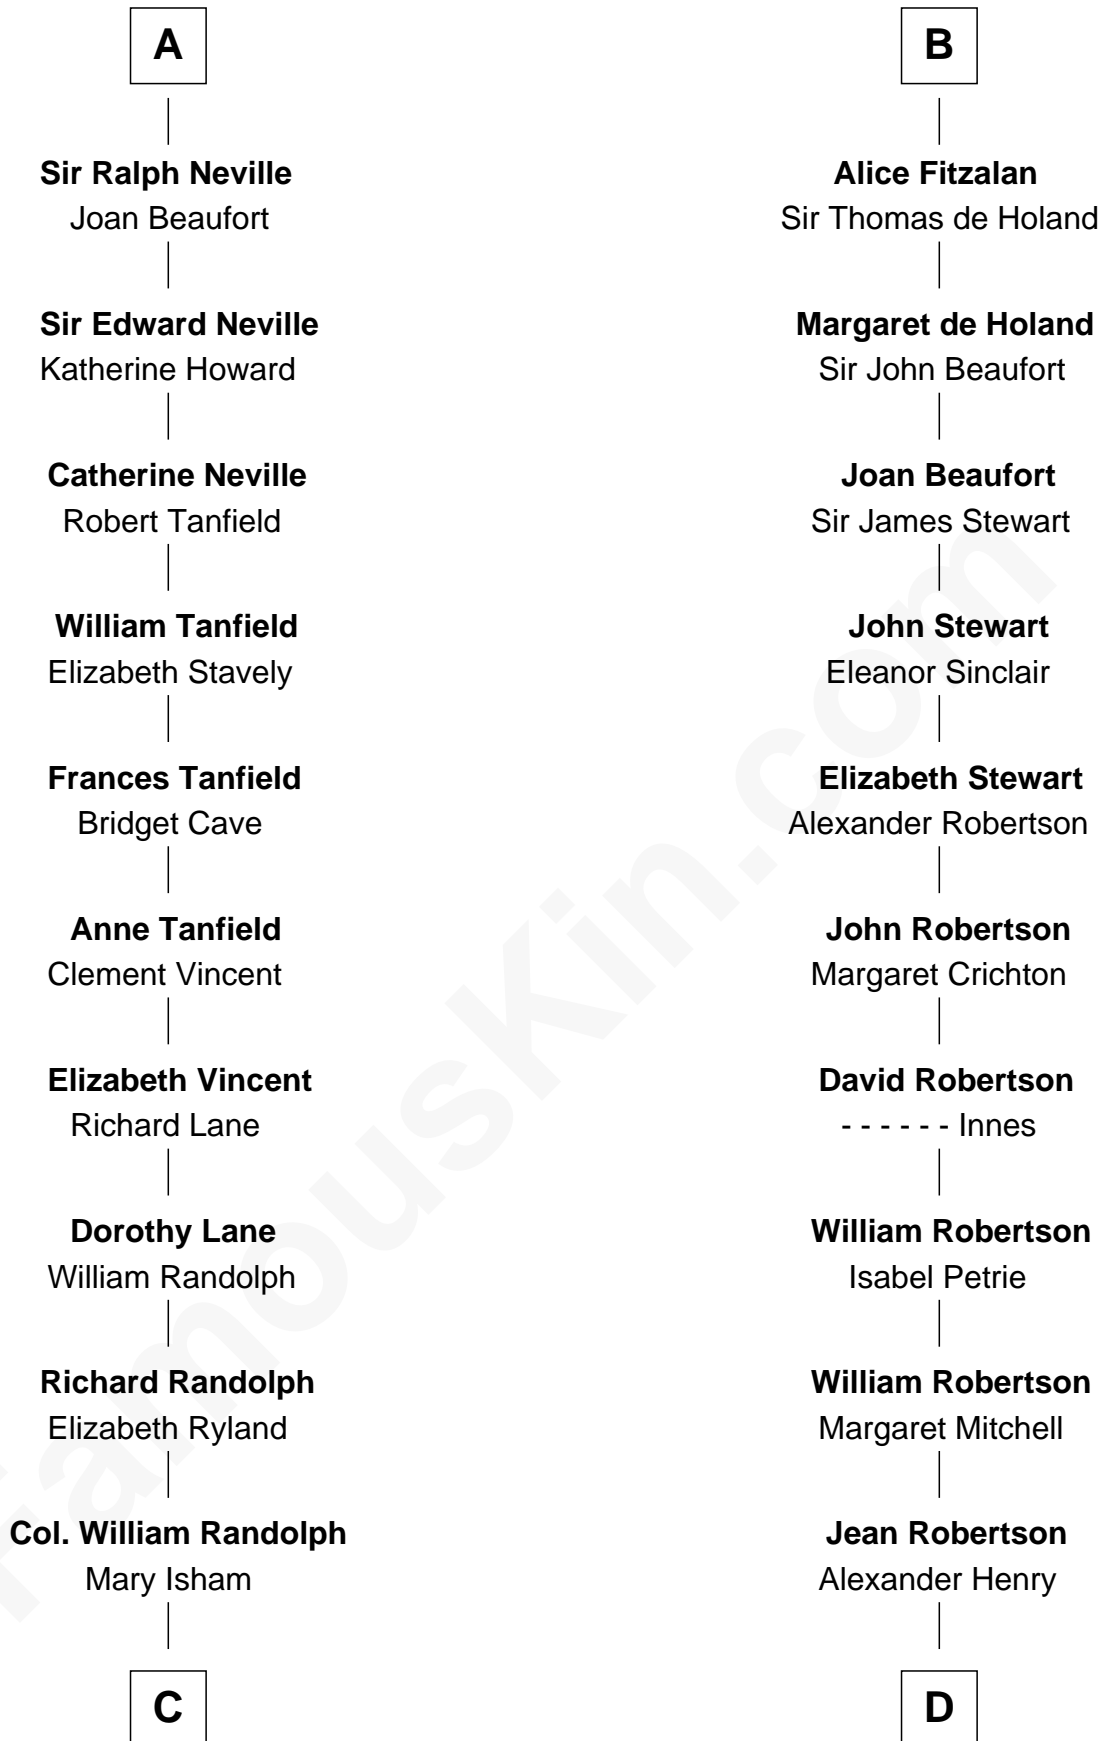 A
Sir Ralph Neville
Joan Beaufort
Sir Edward Neville
Katherine Howard
Catherine Neville
Robert Tanfield
William Tanfield
Elizabeth Stavely
Frances Tanfield
Bridget Cave
Anne Tanfield
Clement Vincent
Elizabeth Vincent
Richard Lane
Dorothy Lane
William Randolph
Richard Randolph
Elizabeth Ryland
Col. William Randolph
Mary Isham
C
B
Alice Fitzalan
Sir Thomas de Holand
Margaret de Holand
Sir John Beaufort
Joan Beaufort
Sir James Stewart
John Stewart
Eleanor Sinclair
Elizabeth Stewart
Alexander Robertson
John Robertson
Margaret Crichton
David Robertson
- - - - - - Innes
William Robertson
Isabel Petrie
William Robertson
Margaret Mitchell
Jean Robertson
Alexander Henry
D
FamousKin.com